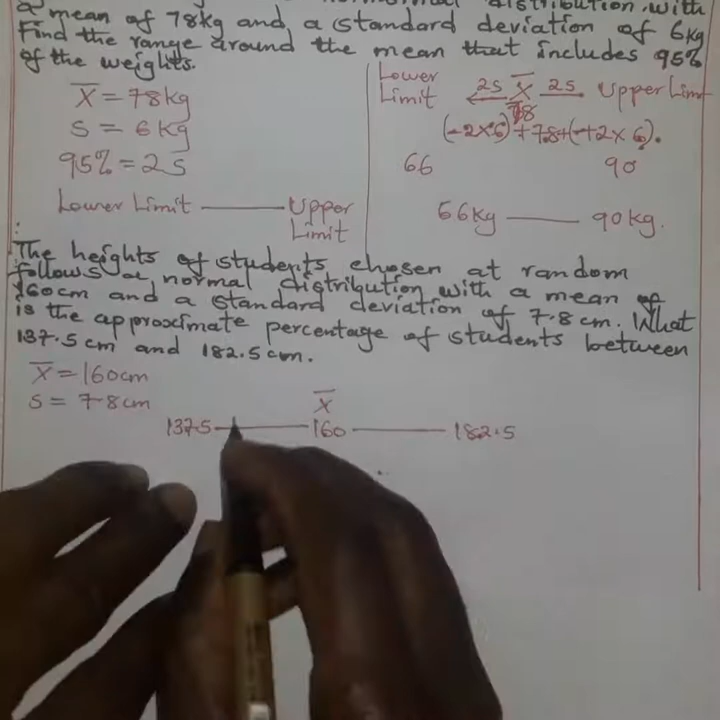 a mean of 78kg and a standard deviation of 6kg
Find the range around the mean that includes 95%
of the weights.
X̅ = 78kg
S = 6kg
95% = 2S
Lower Limit —— Upper
Limit
Lower
Limit
2S X̅ 2S Upper Limit
78
(-2×6)+78+(+2×6).
66 90
66kg —— 90kg.
The heights of students chosen at random
follows a normal distribution with a mean of
160cm and a standard deviation of 7.8cm. What
is the approximate percentage of students between
137.5cm and 182.5cm.
X̅ = 160cm
S = 7.8cm
X̅
137.5 —— 160 —— 182.5